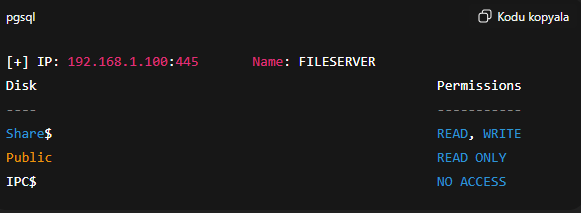 pgsql Kodu kopyala
[+] IP: 192.168.1.100:445 Name: FILESERVER
Disk Permissions
---- -----------
Share$ READ, WRITE
Public READ ONLY
IPC$ NO ACCESS